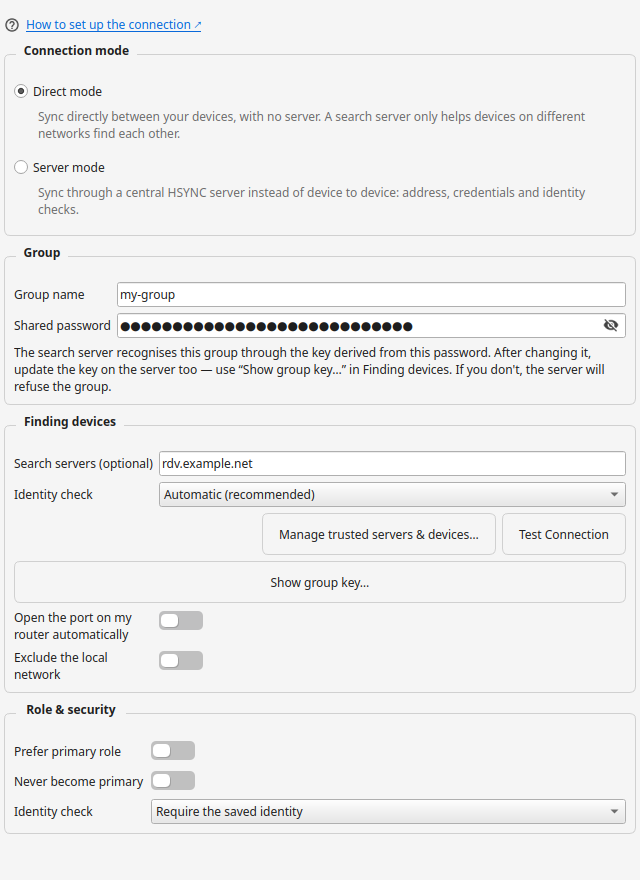 How to set up the connection ↗
Connection mode
Direct mode
Sync directly between your devices, with no server. A search server only helps devices on different
networks find each other.
Server mode
Sync through a central HSYNC server instead of device to device: address, credentials and identity
checks.
Group
Group name my-group
Shared password ●●●●●●●●●●●●●●●●●●●●●●●●●●●●
The search server recognises this group through the key derived from this password. After changing it,
update the key on the server too — use “Show group key…” in Finding devices. If you don't, the server will
refuse the group.
Finding devices
Search servers (optional) rdv.example.net
Identity check Automatic (recommended)
Manage trusted servers & devices… Test Connection
Show group key…
Open the port on my
router automatically
Exclude the local
network
Role & security
Prefer primary role
Never become primary
Identity check Require the saved identity